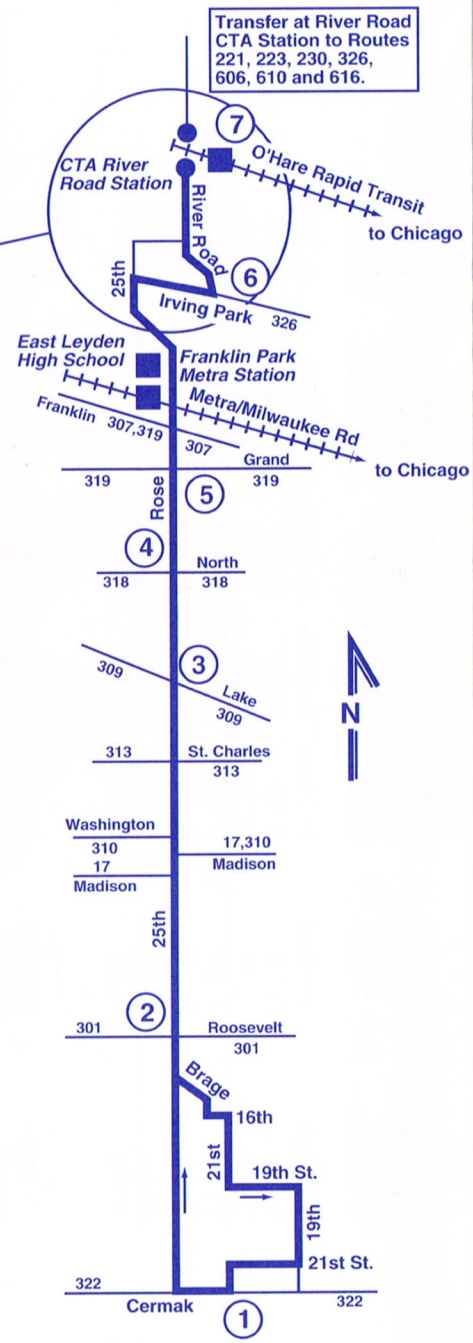 Transfer at River Road
CTA Station to Routes
221, 223, 230, 326,
606, 610 and 616.
7
O'Hare Rapid Transit
to Chicago
CTA River
Road Station
River Road
6
25th
Irving Park
326
East Leyden
High School
Franklin Park
Metra Station
Metra/Milwaukee Rd
to Chicago
Franklin 307,319
307
Grand
319
319
Rose
5
4
North
318
318
3
309
Lake
309
313
St. Charles
313
Washington
310
17,310
17
Madison
Madison
N
25th
2
301
Roosevelt
301
Brage
16th
21st
19th St.
19th
21st St.
322
Cermak
322
1